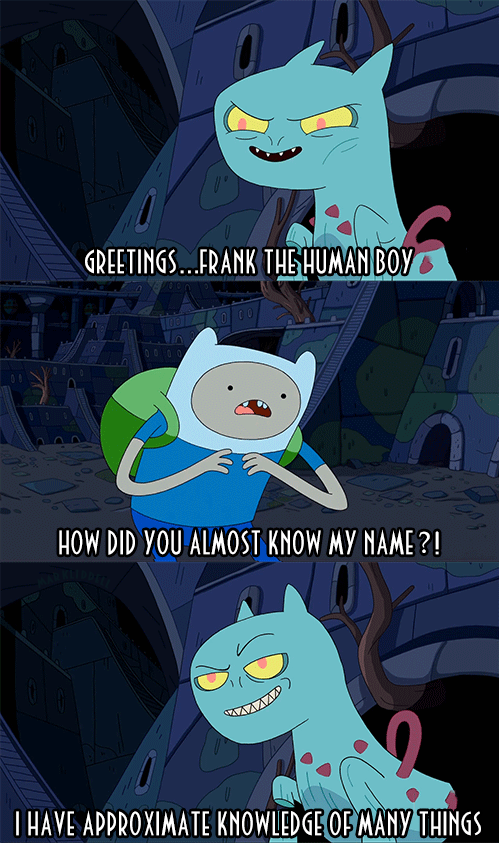 GREETINGS...FRANK THE HUMAN BOY
HOW DID YOU ALMOST KNOW MY NAME?!
I HAVE APPROXIMATE KNOWLEDGE OF MANY THINGS